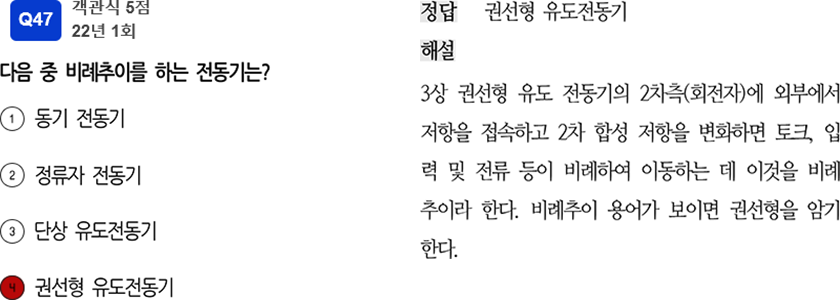 Q47 객관식 5점
22년 1회
다음 중 비례추이를 하는 전동기는?
① 동기 전동기
② 정류자 전동기
③ 단상 유도전동기
④ 권선형 유도전동기
정답 권선형 유도전동기
해설
3상 권선형 유도 전동기의 2차측(회전자)에 외부에서
저항을 접속하고 2차 합성 저항을 변화하면 토크, 입
력 및 전류 등이 비례하여 이동하는 데 이것을 비례
추이라 한다. 비례추이 용어가 보이면 권선형을 암기
한다.